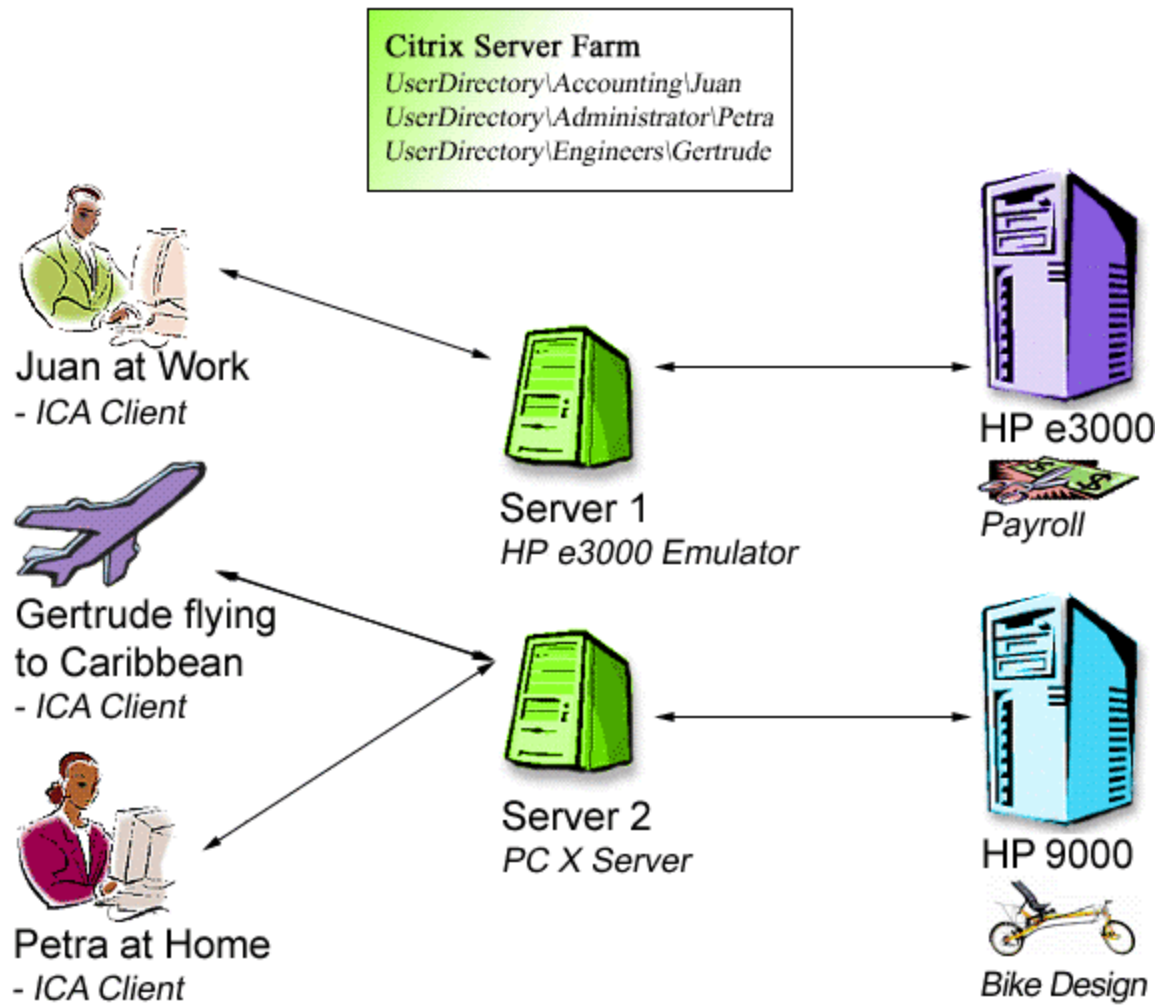 Citrix Server Farm
UserDirectory\Accounting\Juan
UserDirectory\Administrator\Petra
UserDirectory\Engineers\Gertrude
Juan at Work
- ICA Client
Server 1
HP e3000 Emulator
HP e3000
Payroll
Gertrude flying
to Caribbean
- ICA Client
Server 2
PC X Server
HP 9000
Bike Design
Petra at Home
- ICA Client